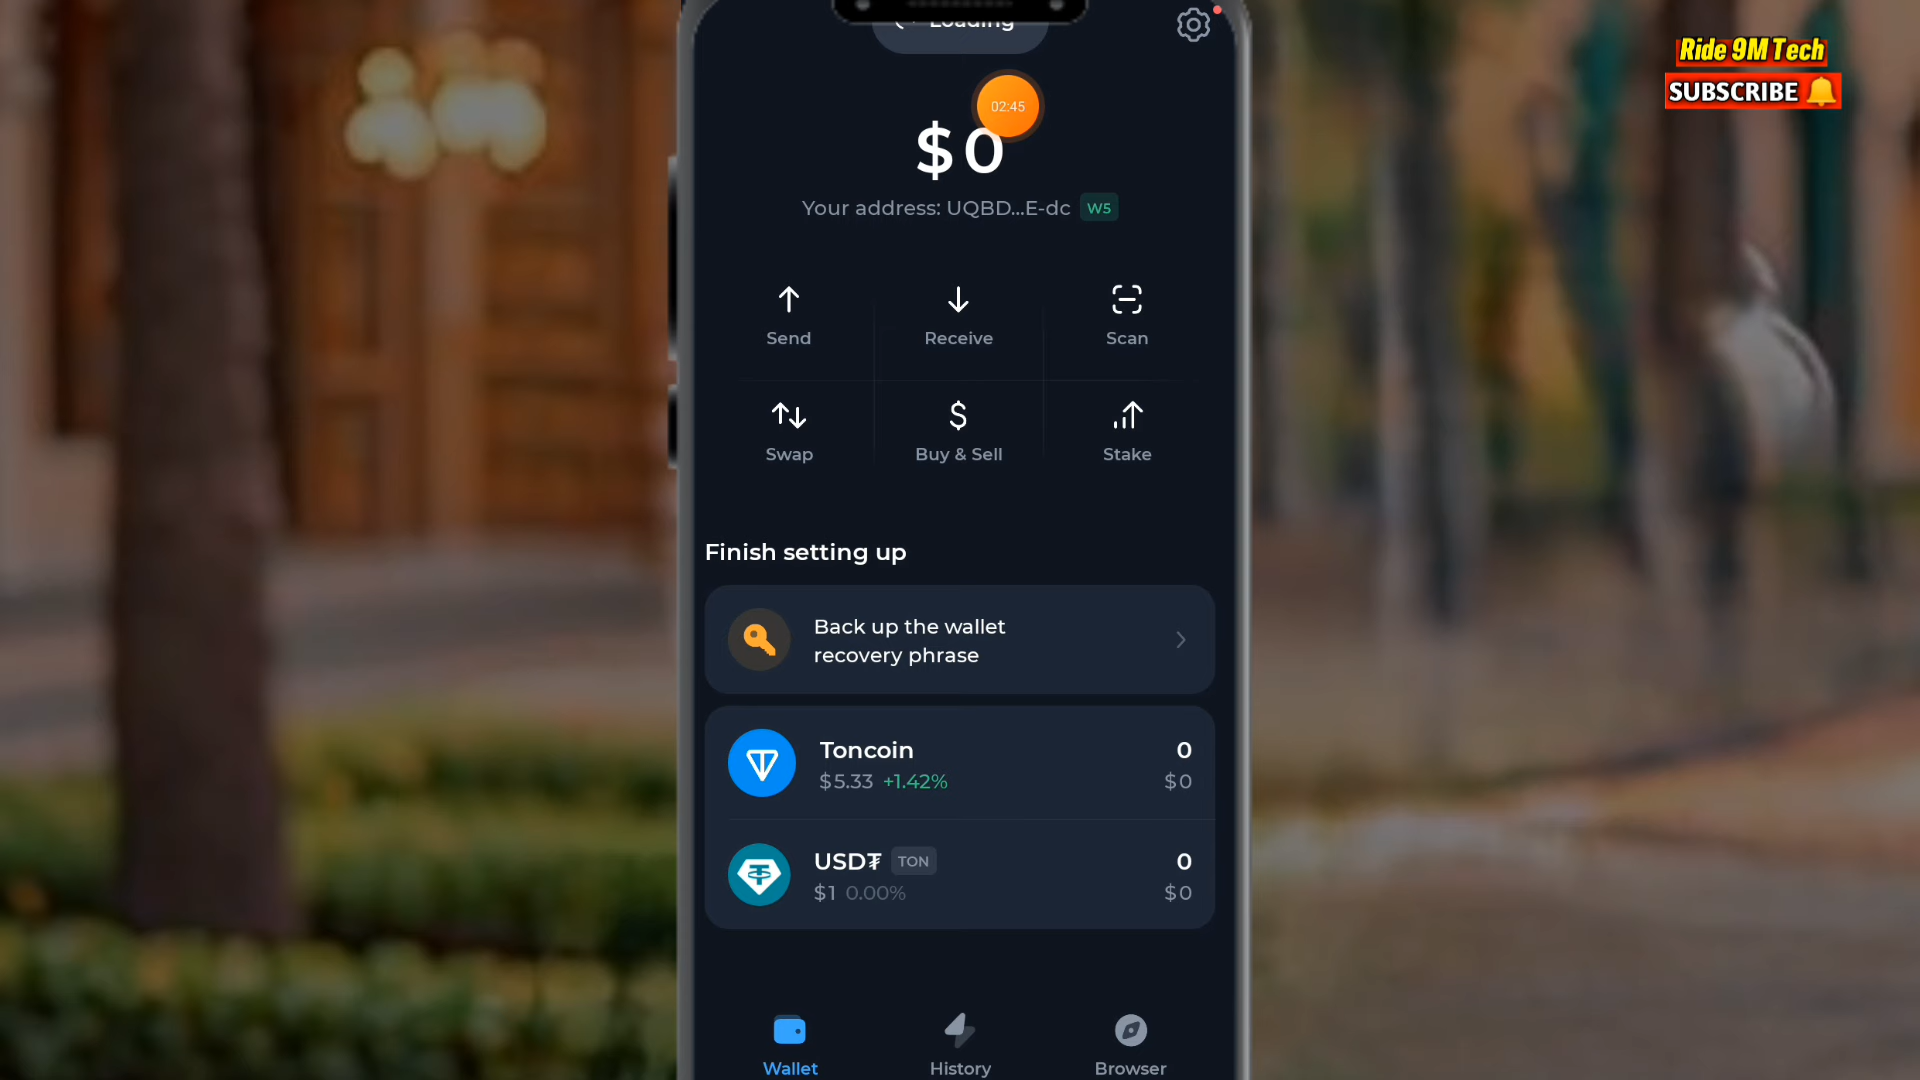 Loading
Ride 9M Tech
SUBSCRIBE
02:45
$0
Your address: UQBD...E-dc W5
Send
Receive
Scan
Swap
Buy & Sell
Stake
Finish setting up
Back up the wallet
recovery phrase
Toncoin
0
$5.33 +1.42%
$0
USD₮ TON
0
$1 0.00%
$0
Wallet
History
Browser